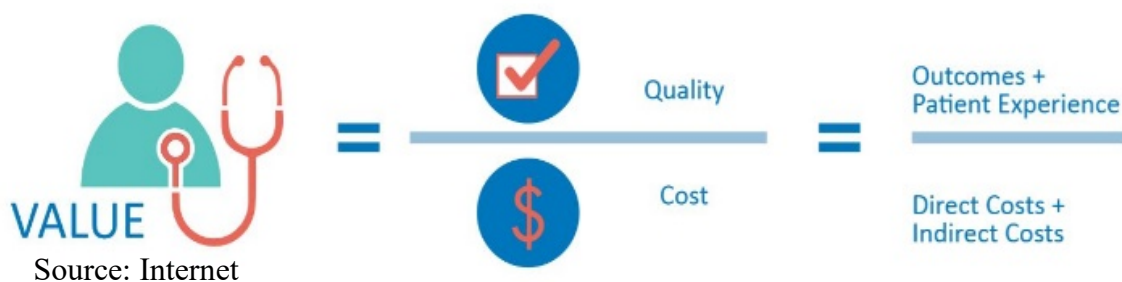 VALUE
=
Quality
Cost
=
Outcomes +
Patient Experience
Direct Costs +
Indirect Costs
$
Source: Internet